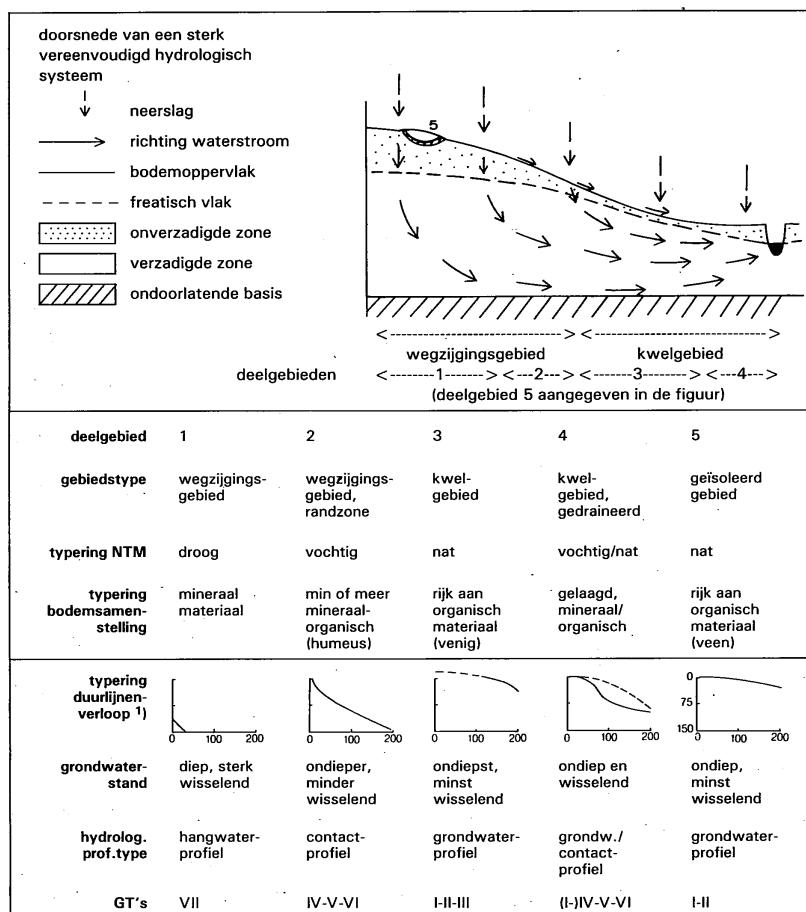 doorsnede van een sterk
vereenvoudigd hydrologisch
systeem
neerslag
richting waterstroom
bodemoppervlak
freatisch vlak
onverzadigde zone
verzadigde zone
ondoorlatende basis
5
<----------------------------> <--------------------------->
wegzijgingsgebied kwelgebied
deelgebieden <--------1-------> <---2---> <--------3-------> <---4--->
(deelgebied 5 aangegeven in de figuur)
deelgebied 1 2 3 4 5
gebiedstype wegzijgings- wegzijgings- kwel- kwel- geïsoleerd
gebied gebied, gebied gebied, gebied
randzone gedraineerd
typering NTM droog vochtig nat vochtig/nat nat
typering mineraal min of meer rijk aan gelaagd, rijk aan
bodemsamen- materiaal mineraal- organisch mineraal/ organisch
stelling organisch materiaal organisch materiaal
(humeus) (venig) (veen)
typering 0
duurlijnen- 75
verloop 1) 150
0 200 0 200 0 200 0 200 0 200
grondwater- diep, sterk ondieper, ondiepst, ondiep en ondiep,
stand wisselend minder minst wisselend minst
wisselend wisselend wisselend
hydrolog. hangwater- contact- grondwater- grondw./ grondwater-
prof.type profiel profiel profiel contact- profiel
profiel
GT's VII IV-V-VI I-II-III (I-)IV-V-VI I-II